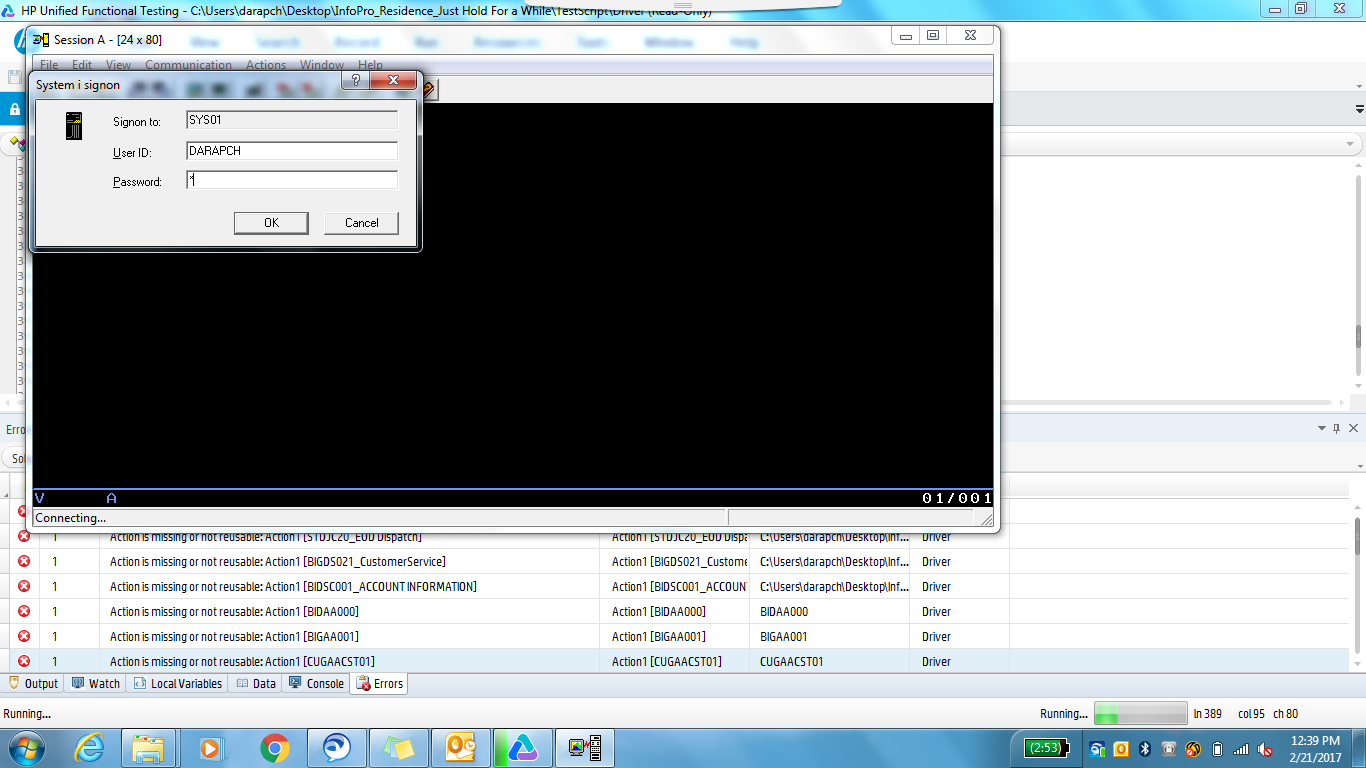 HP Unified Functional Testing - C:\Users\darapch\Desktop\InfoPro_Residence_Just Hold For a While\TestScript\Driver (Read-Only)
Session A - [24 x 80]
View Search Record Run Resources Tools Window Help
File Edit View Communication Actions Window Help
System i signon
Signon to: SYS01
User ID: DARAPCH
Password: *
OK Cancel
V A 01/001
Connecting...
1 Action is missing or not reusable: Action1 [STDJC20_EOD Dispatch] Action1 [STDJC20_EOD Dispa C:\Users\darapch\Desktop\Inf... Driver
1 Action is missing or not reusable: Action1 [BIGDS021_CustomerService] Action1 [BIGDS021_Custome C:\Users\darapch\Desktop\Inf... Driver
1 Action is missing or not reusable: Action1 [BIDSC001_ACCOUNT INFORMATION] Action1 [BIDSC001_ACCOUN C:\Users\darapch\Desktop\Inf... Driver
1 Action is missing or not reusable: Action1 [BIDAA000] Action1 [BIDAA000] BIDAA000 Driver
1 Action is missing or not reusable: Action1 [BIGAA001] Action1 [BIGAA001] BIGAA001 Driver
1 Action is missing or not reusable: Action1 [CUGAACST01] Action1 [CUGAACST01] CUGAACST01 Driver
Output Watch Local Variables Data Console Errors
Running... Running... ln 389 col 95 ch 80
(2:53) 12:39 PM
2/21/2017